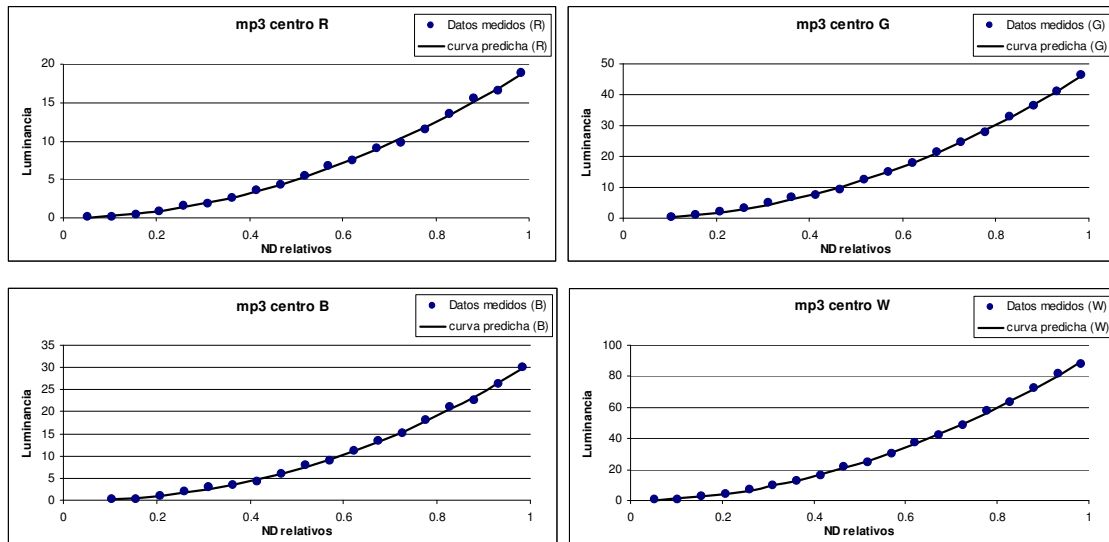 mp3 centro R
Datos medidos (R)
curva predicha (R)
20
15
10
5
0
Luminancia
0 0.2 0.4 0.6 0.8 1
ND relativos
mp3 centro G
Datos medidos (G)
curva predicha (G)
50
40
30
20
10
0
Luminancia
0 0.2 0.4 0.6 0.8 1
ND relativos
mp3 centro B
Datos medidos (B)
curva predicha (B)
35
30
25
20
15
10
5
0
Luminancia
0 0.2 0.4 0.6 0.8 1
ND relativos
mp3 centro W
Datos medidos (W)
curva predicha (W)
100
80
60
40
20
0
Luminancia
0 0.2 0.4 0.6 0.8 1
ND relativos